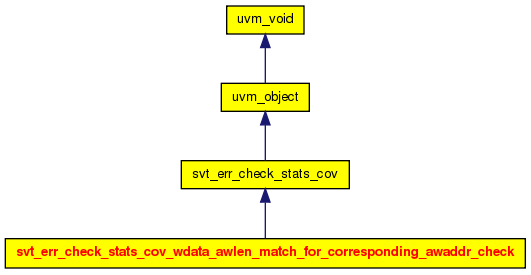 uvm_void
uvm_object
svt_err_check_stats_cov
svt_err_check_stats_cov_wdata_awlen_match_for_corresponding_awaddr_check